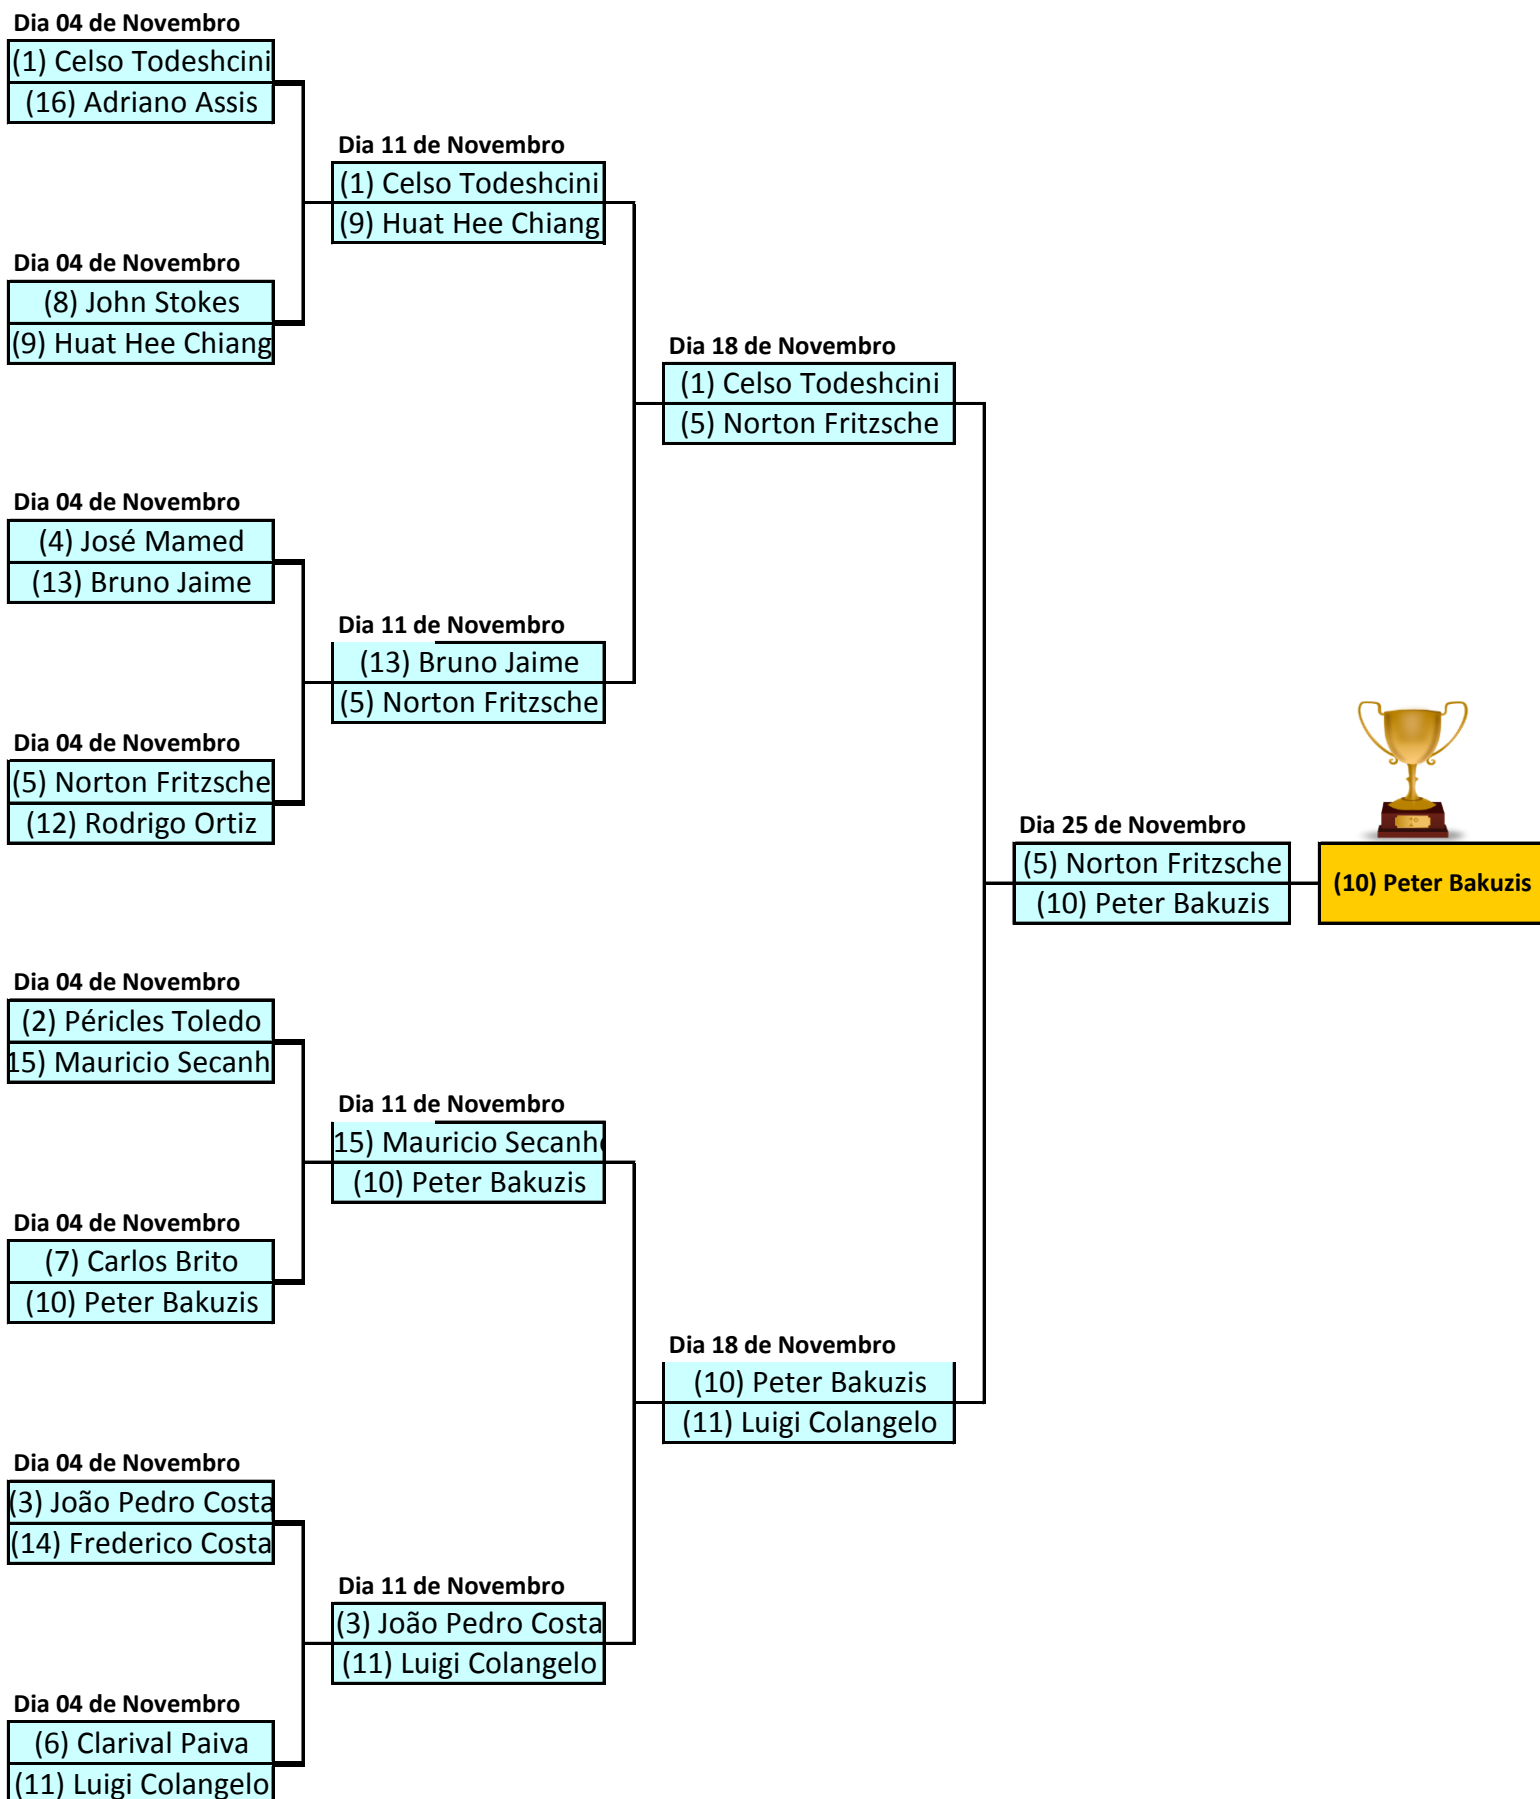 Dia 04 de Novembro
(1) Celso Todeshcini
(16) Adriano Assis
Dia 04 de Novembro
(8) John Stokes
(9) Huat Hee Chiang
Dia 04 de Novembro
(4) José Mamed
(13) Bruno Jaime
Dia 04 de Novembro
(5) Norton Fritzsche
(12) Rodrigo Ortiz
Dia 04 de Novembro
(2) Péricles Toledo
15) Mauricio Secanh
Dia 04 de Novembro
(7) Carlos Brito
(10) Peter Bakuzis
Dia 04 de Novembro
(3) João Pedro Costa
(14) Frederico Costa
Dia 04 de Novembro
(6) Clarival Paiva
(11) Luigi Colangelo
Dia 11 de Novembro
(1) Celso Todeshcini
(9) Huat Hee Chiang
Dia 11 de Novembro
(13) Bruno Jaime
(5) Norton Fritzsche
Dia 11 de Novembro
15) Mauricio Secanho
(10) Peter Bakuzis
Dia 11 de Novembro
(3) João Pedro Costa
(11) Luigi Colangelo
Dia 18 de Novembro
(1) Celso Todeshcini
(5) Norton Fritzsche
Dia 18 de Novembro
(10) Peter Bakuzis
(11) Luigi Colangelo
Dia 25 de Novembro
(5) Norton Fritzsche
(10) Peter Bakuzis
(10) Peter Bakuzis